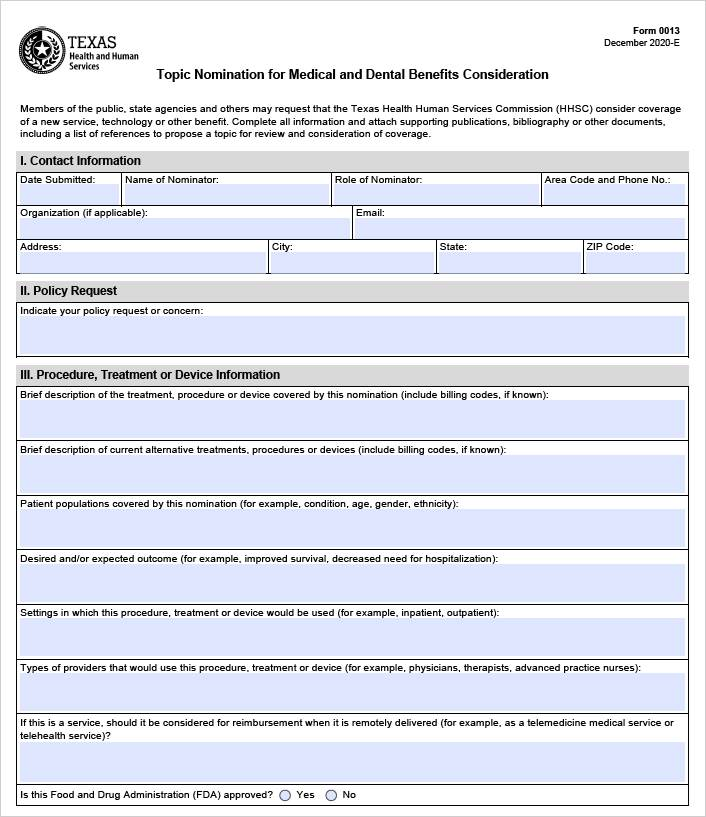 TEXAS
Health and Human
Services
Form 0013
December 2020-E
Topic Nomination for Medical and Dental Benefits Consideration
Members of the public, state agencies and others may request that the Texas Health Human Services Commission (HHSC) consider coverage
of a new service, technology or other benefit. Complete all information and attach supporting publications, bibliography or other documents,
including a list of references to propose a topic for review and consideration of coverage.
I. Contact Information
Date Submitted: Name of Nominator: Role of Nominator: Area Code and Phone No.:
Organization (if applicable): Email:
Address: City: State: ZIP Code:
II. Policy Request
Indicate your policy request or concern:
III. Procedure, Treatment or Device Information
Brief description of the treatment, procedure or device covered by this nomination (include billing codes, if known):
Brief description of current alternative treatments, procedures or devices (include billing codes, if known):
Patient populations covered by this nomination (for example, condition, age, gender, ethnicity):
Desired and/or expected outcome (for example, improved survival, decreased need for hospitalization):
Settings in which this procedure, treatment or device would be used (for example, inpatient, outpatient):
Types of providers that would use this procedure, treatment or device (for example, physicians, therapists, advanced practice nurses):
If this is a service, should it be considered for reimbursement when it is remotely delivered (for example, as a telemedicine medical service or
telehealth service)?
Is this Food and Drug Administration (FDA) approved? Yes No